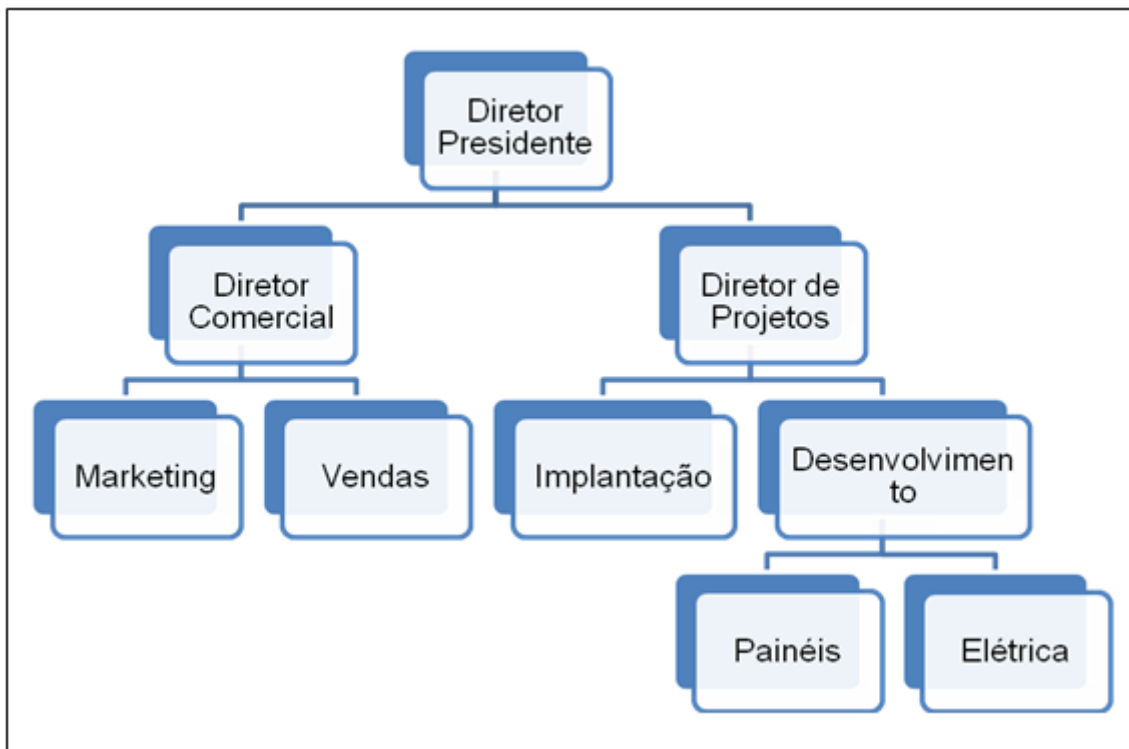 Diretor
Presidente
Diretor
Comercial
Diretor de
Projetos
Marketing
Vendas
Implantação
Desenvolvimen
to
Painéis
Elétrica